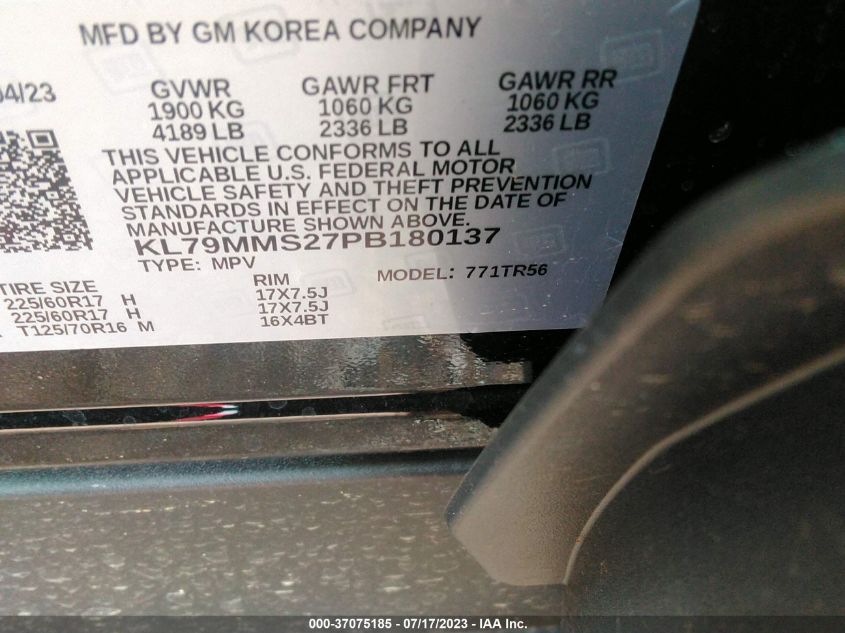 MFD BY GM KOREA COMPANY
04/23 GVWR GAWR FRT GAWR RR
1900 KG 1060 KG 1060 KG
4189 LB 2336 LB 2336 LB
THIS VEHICLE CONFORMS TO ALL
APPLICABLE U.S. FEDERAL MOTOR
VEHICLE SAFETY AND THEFT PREVENTION
STANDARDS IN EFFECT ON THE DATE OF
MANUFACTURE SHOWN ABOVE.
KL79MMS27PB180137
TYPE: MPV MODEL: 771TR56
TIRE SIZE RIM
225/60R17 H 17X7.5J
225/60R17 H 17X7.5J
T125/70R16 M 16X4BT
000-37075185 - 07/17/2023 - IAA Inc.